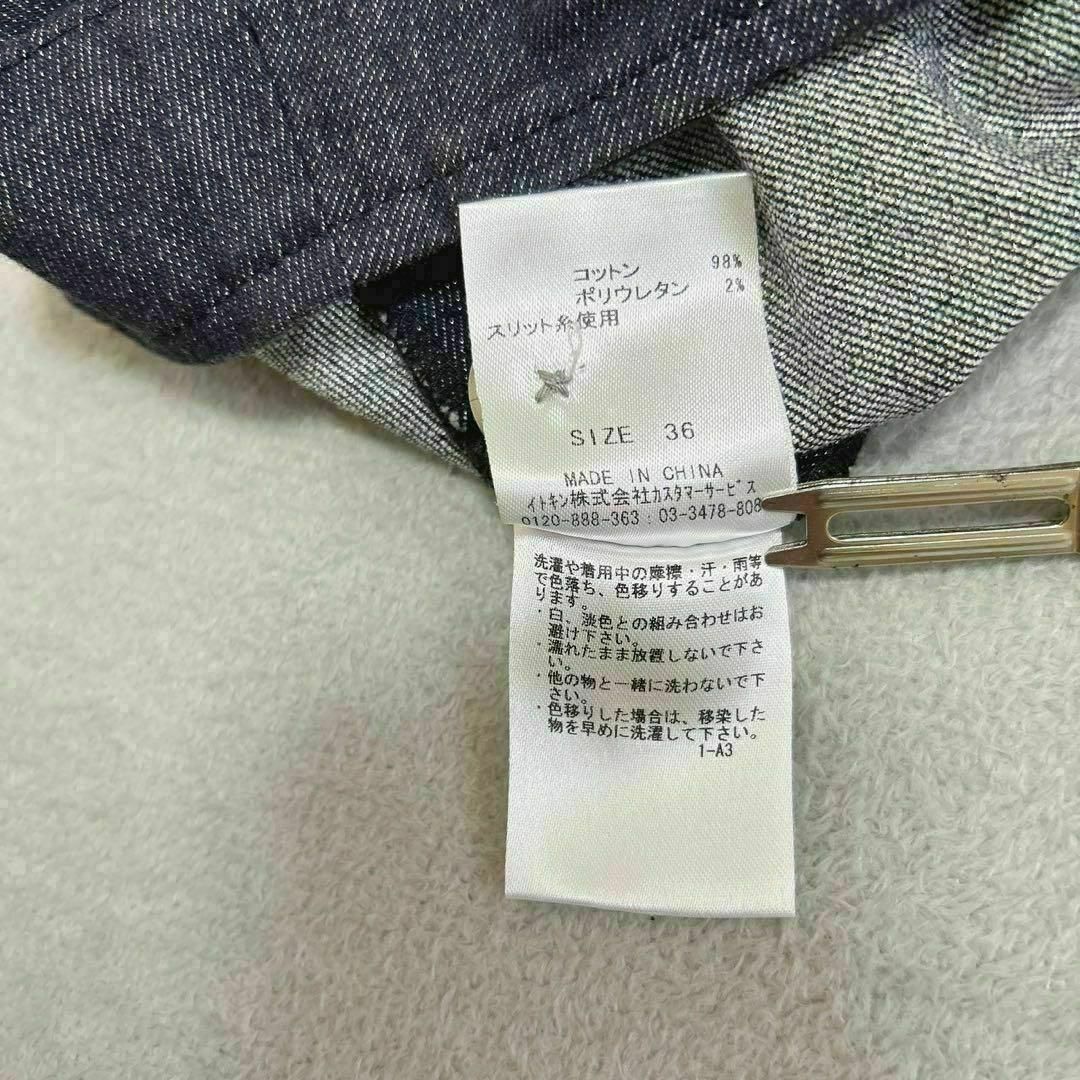 コットン 98%
ポリウレタン 2%
スリット糸使用
SIZE 36
MADE IN CHINA
イトキン株式会社カスタマーサービス
0120-888-363 : 03-3478-808
洗濯や着用中の摩擦・汗・雨等
で色落ち、色移りすることがあ
ります。
・白、淡色との組み合わせはお
避け下さい。
・濡れたまま放置しないで下さ
い。
・他の物と一緒に洗わないで下
さい。
・色移りした場合は、移染した
物を早めに洗濯して下さい。
1-A3